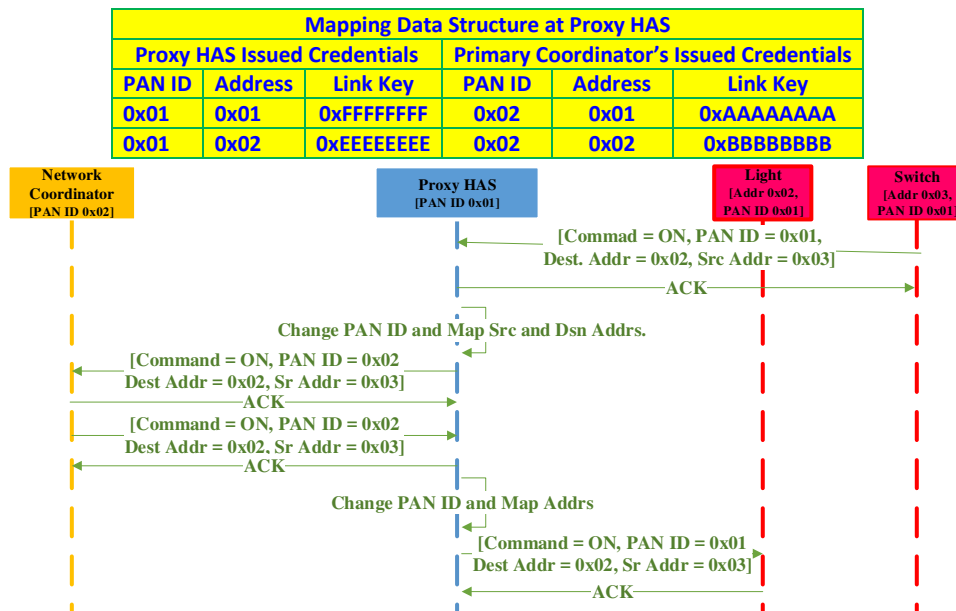 Mapping Data Structure at Proxy HAS
Proxy HAS Issued Credentials Primary Coordinator's Issued Credentials
PAN ID Address Link Key PAN ID Address Link Key
0x01 0x01 0xFFFFFFFF 0x02 0x01 0xAAAAAAAA
0x01 0x02 0xEEEEEEEE 0x02 0x02 0xBBBBBBBB
Network
Coordinator
[PAN ID 0x02]
Proxy HAS
[PAN ID 0x01]
Light
[Addr 0x02,
PAN ID 0x01]
Switch
[Addr 0x03,
PAN ID 0x01]
[Commad = ON, PAN ID = 0x01,
Dest. Addr = 0x02, Src Addr = 0x03]
ACK
Change PAN ID and Map Src and Dsn Addrs.
[Command = ON, PAN ID = 0x02
Dest Addr = 0x02, Sr Addr = 0x03]
ACK
[Command = ON, PAN ID = 0x02
Dest Addr = 0x02, Sr Addr = 0x03]
ACK
Change PAN ID and Map Addrs
[Command = ON, PAN ID = 0x01
Dest Addr = 0x02, Sr Addr = 0x03]
ACK